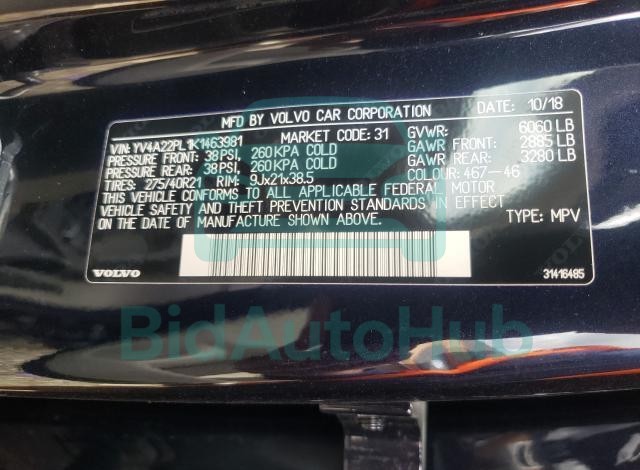 MFD BY VOLVO CAR CORPORATION DATE: 10/18
VIN: YV4A22PL1K1463981 MARKET CODE: 31 GVWR: 6060 LB
PRESSURE FRONT: 38 PSI, 260 KPA COLD GAWR FRONT: 2885 LB
PRESSURE REAR: 38 PSI, 260 KPA COLD GAWR REAR: 3280 LB
TIRES: 275/40R21 RIM: 9Jx21x38.5 COLOUR: 467-46
THIS VEHICLE CONFORMS TO ALL APPLICABLE FEDERAL MOTOR
VEHICLE SAFETY AND THEFT PREVENTION STANDARDS IN EFFECT
ON THE DATE OF MANUFACTURE SHOWN ABOVE. TYPE: MPV
VOLVO 31416485
BidAutoHub